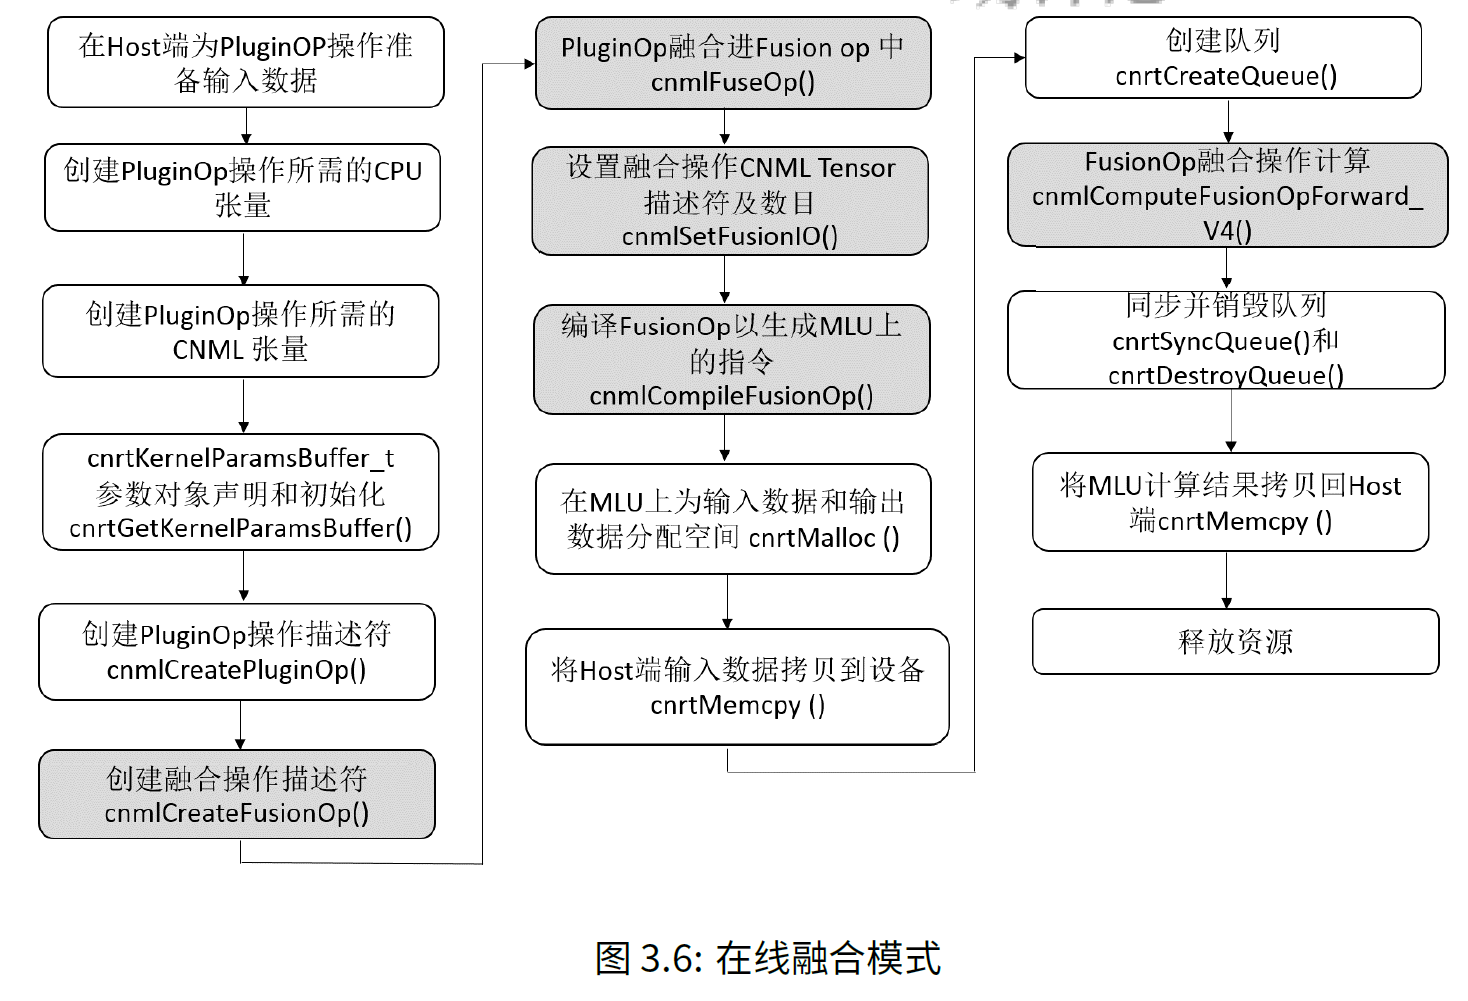 在Host端为PluginOP操作准
备输入数据
创建PluginOp操作所需的CPU
张量
创建PluginOp操作所需的
CNML 张量
cnrtKernelParamsBuffer_t
参数对象声明和初始化
cnrtGetKernelParamsBuffer()
创建PluginOp操作描述符
cnmlCreatePluginOp()
创建融合操作描述符
cnmlCreateFusionOp()
PluginOp融合进Fusion op 中
cnmlFuseOp()
设置融合操作CNML Tensor
描述符及数目
cnmlSetFusionIO()
编译FusionOp以生成MLU上
的指令
cnmlCompileFusionOp()
在MLU上为输入数据和输出
数据分配空间 cnrtMalloc ()
将Host端输入数据拷贝到设备
cnrtMemcpy ()
创建队列
cnrtCreateQueue()
FusionOp融合操作计算
cnmlComputeFusionOpForward_
V4()
同步并销毁队列
cnrtSyncQueue()和
cnrtDestroyQueue()
将MLU计算结果拷贝回Host
端cnrtMemcpy ()
释放资源
图 3.6: 在线融合模式